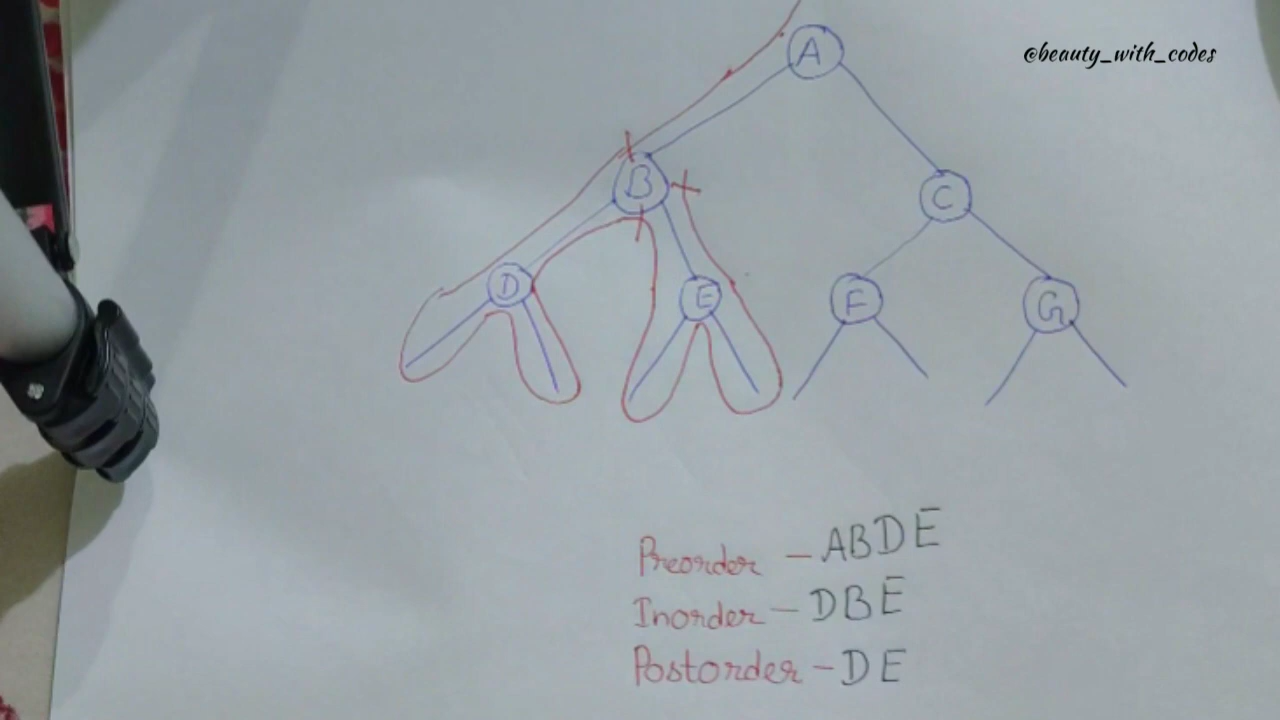 @beauty_with_codes
A
B
C
D
E
F
G
Preorder - ABDE
Inorder - DBE
Postorder - DE